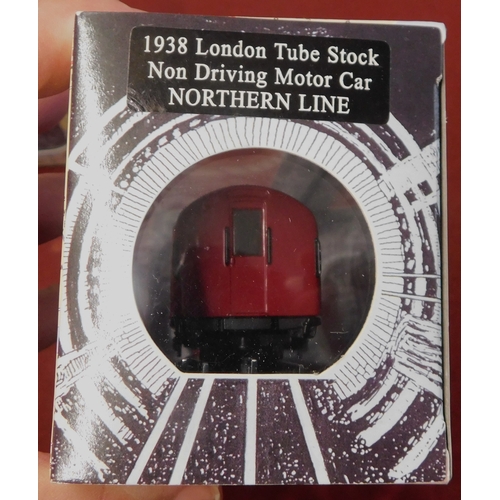 1938 London Tube Stock
Non Driving Motor Car
NORTHERN LINE